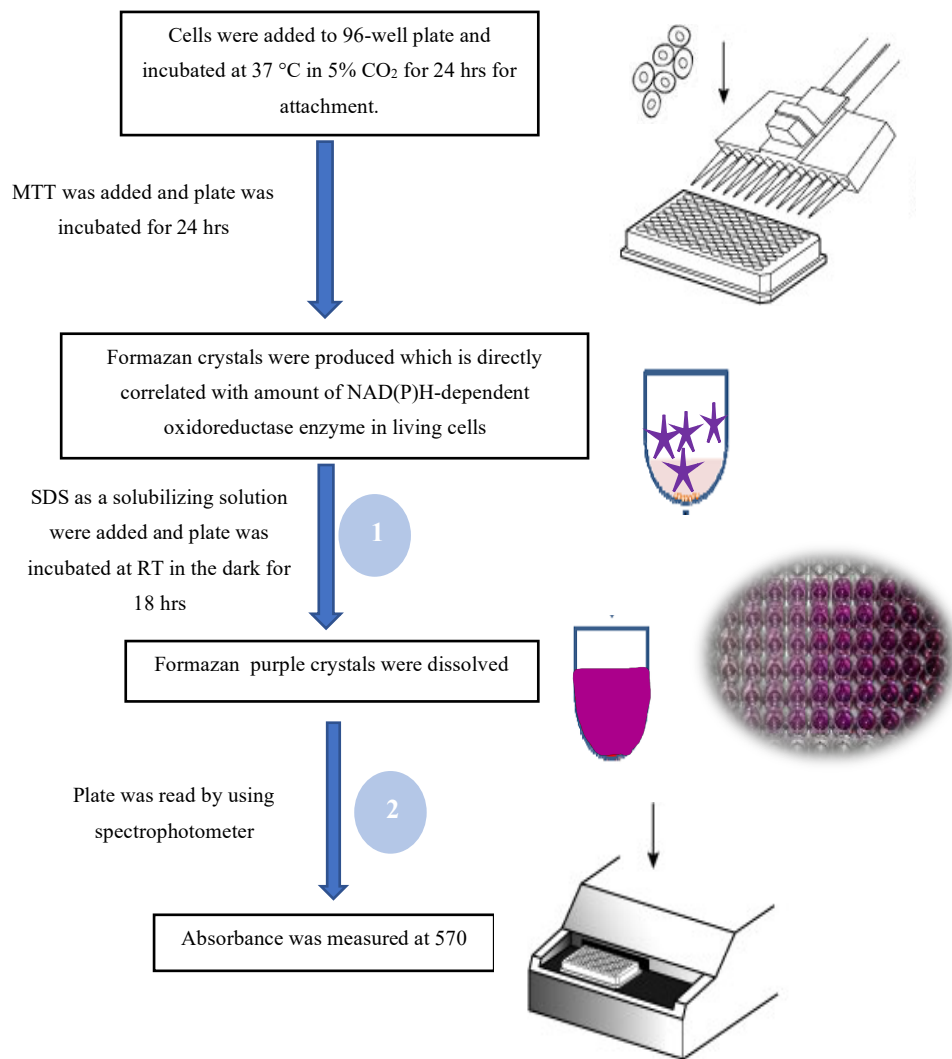 Cells were added to 96-well plate and
incubated at 37 °C in 5% CO₂ for 24 hrs for
attachment.
MTT was added and plate was
incubated for 24 hrs
Formazan crystals were produced which is directly
correlated with amount of NAD(P)H-dependent
oxidoreductase enzyme in living cells
SDS as a solubilizing solution
were added and plate was
incubated at RT in the dark for
18 hrs
1
Formazan purple crystals were dissolved
Plate was read by using
spectrophotometer
2
Absorbance was measured at 570